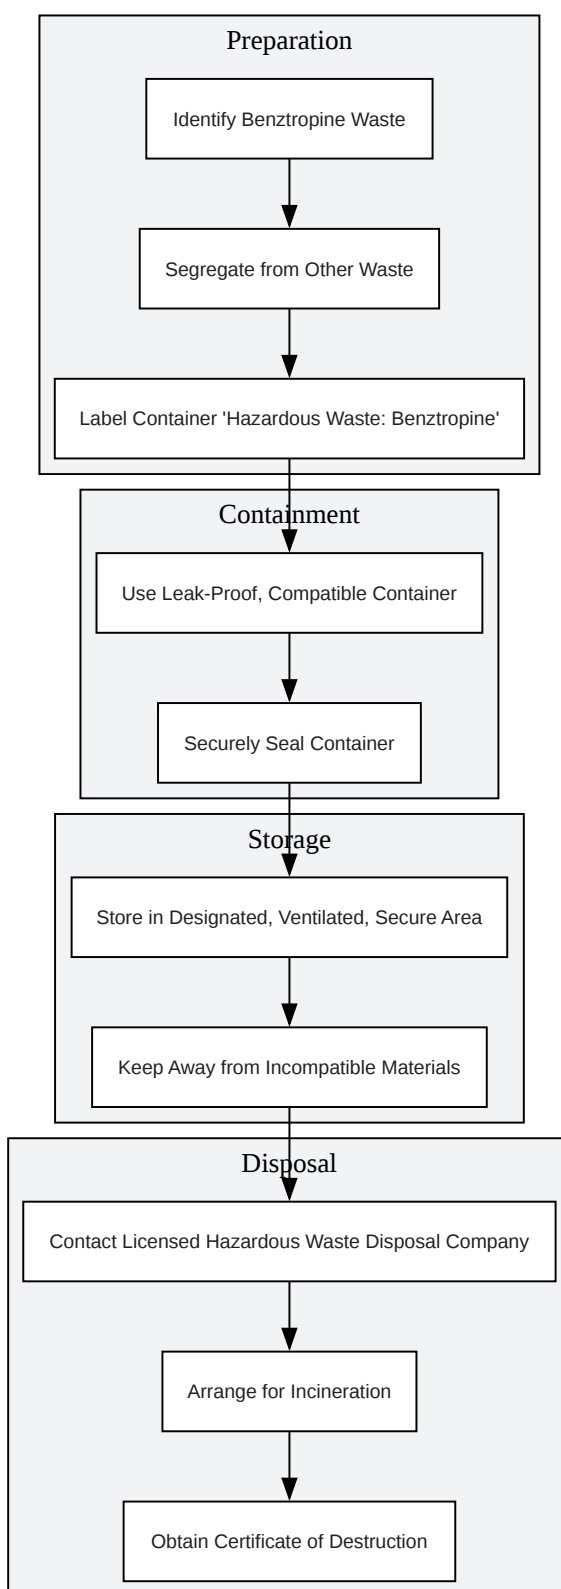 Preparation
Identify Benztropine Waste
Segregate from Other Waste
Label Container 'Hazardous Waste: Benztropine'
Containment
Use Leak-Proof, Compatible Container
Securely Seal Container
Storage
Store in Designated, Ventilated, Secure Area
Keep Away from Incompatible Materials
Disposal
Contact Licensed Hazardous Waste Disposal Company
Arrange for Incineration
Obtain Certificate of Destruction